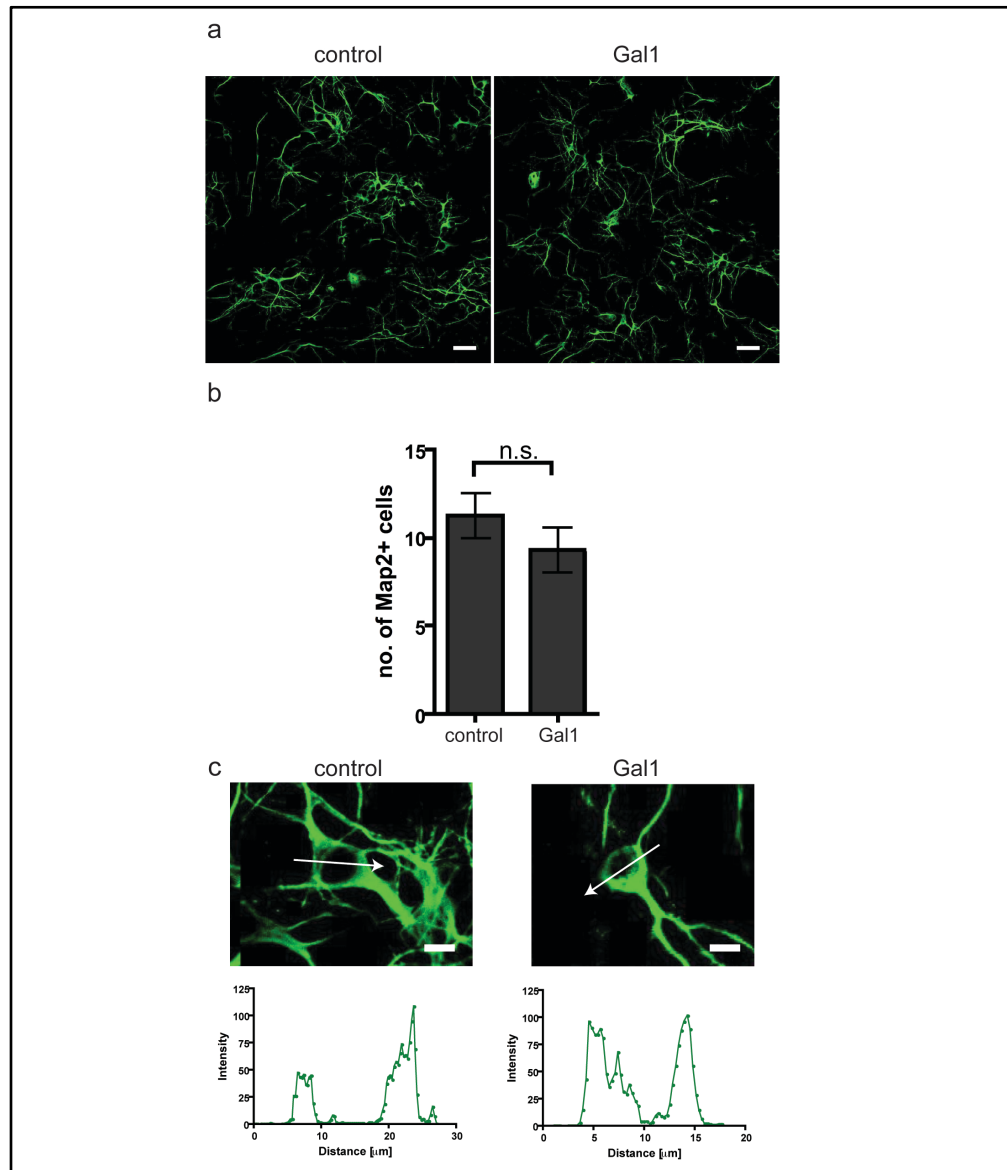 a
control Gal1
b
15
n.s.
10
5
0
no. of Map2+ cells
control Gal1
c
control Gal1
125
100
75
50
25
0
Intensity
0 10 20 30
Distance [μm]
125
100
75
50
25
0
Intensity
0 5 10 15 20
Distance [μm]